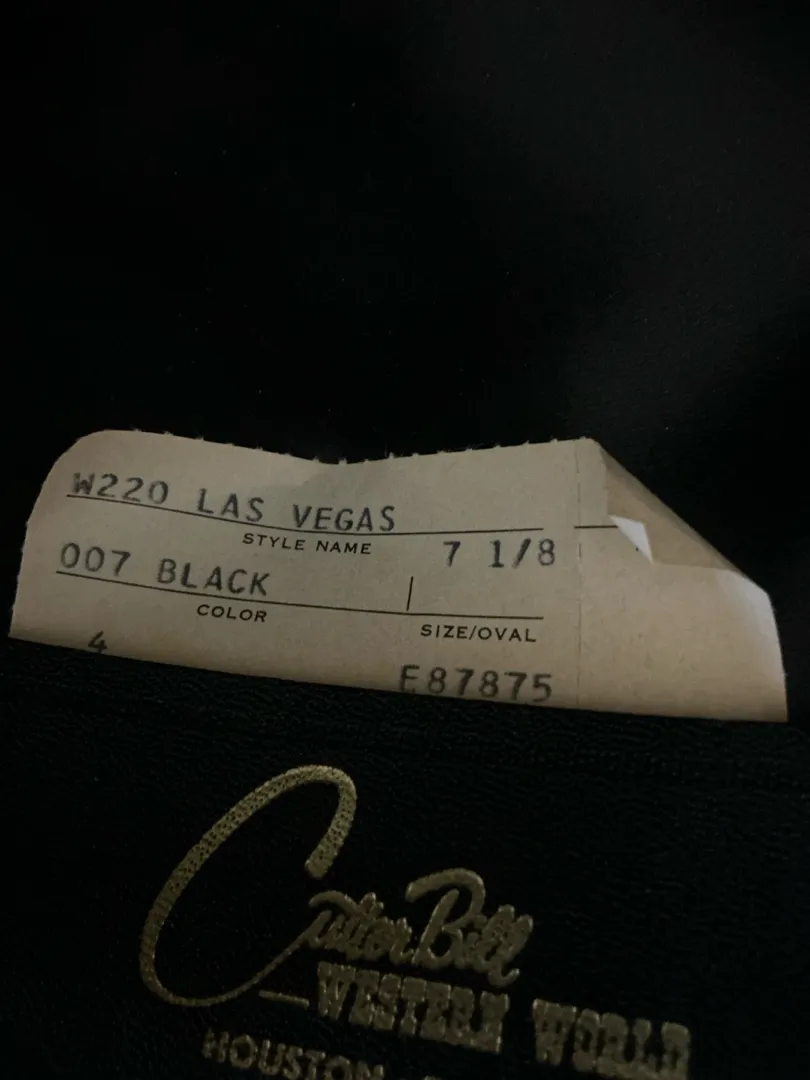 W220 LAS VEGAS
STYLE NAME
7 1/8
007 BLACK
COLOR
SIZE/OVAL
4
E87875
Cutter Bill
WESTERN WORLD
HOUSTON